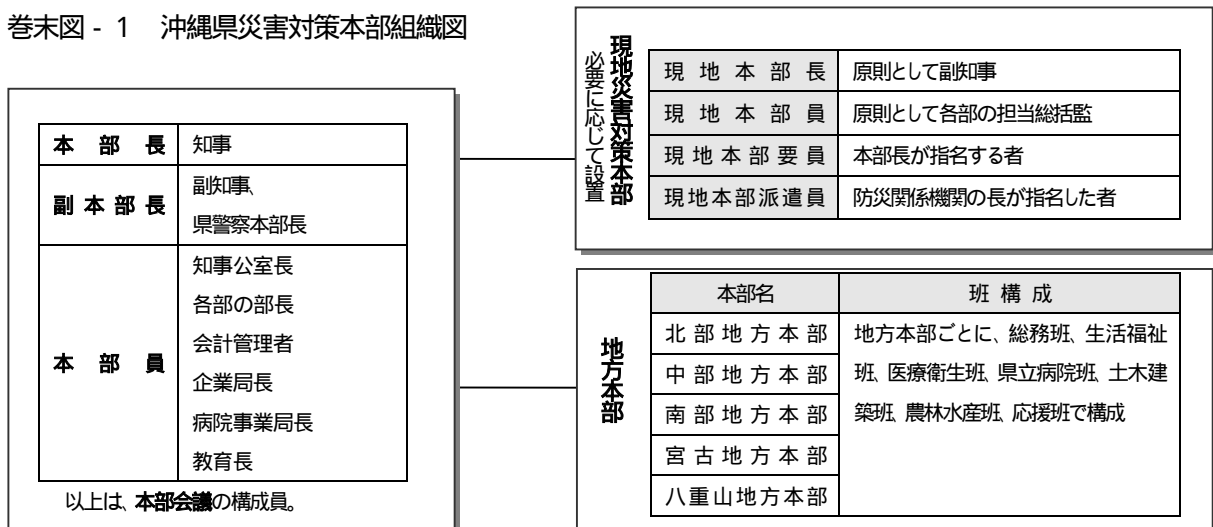 巻末図 - 1 沖縄県災害対策本部組織図
本部長 知事
副本部長 副知事、
県警察本部長
本部員 知事公室長
各部の部長
会計管理者
企業局長
病院事業局長
教育長
以上は、本部会議の構成員。
現地災害対策本部
必要に応じて設置
現地本部長 原則として副知事
現地本部員 原則として各部の担当総括監
現地本部要員 本部長が指名する者
現地本部派遣員 防災関係機関の長が指名した者
地方本部
本部名 班構成
北部地方本部 地方本部ごとに、総務班、生活福祉
中部地方本部 班、医療衛生班、県立病院班、土木建
南部地方本部 築班、農林水産班、応援班で構成
宮古地方本部
八重山地方本部